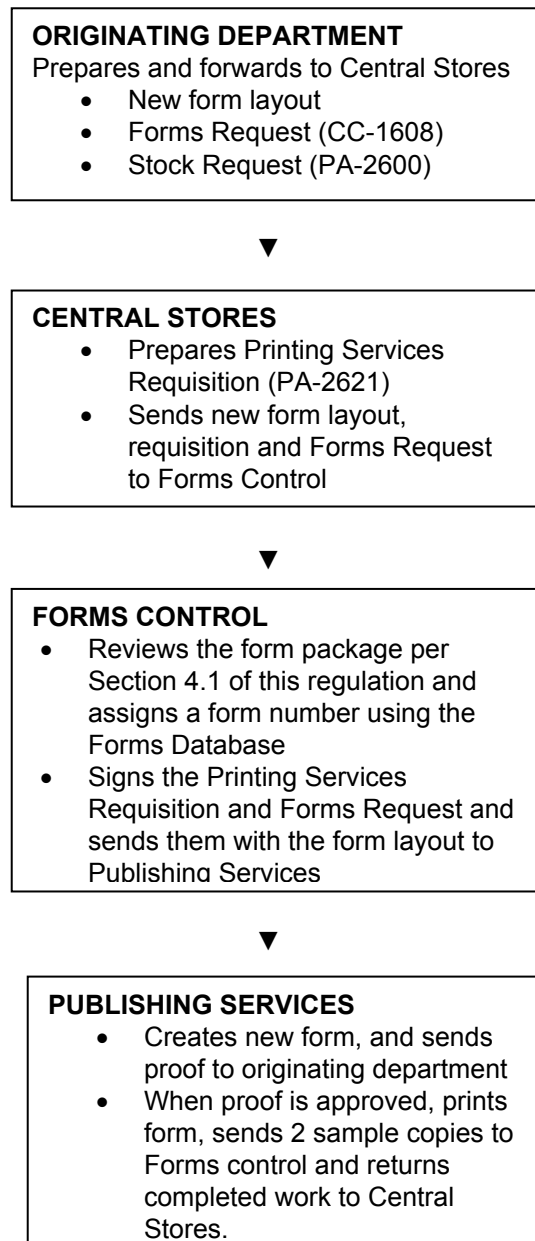 ORIGINATING DEPARTMENT
Prepares and forwards to Central Stores
• New form layout
• Forms Request (CC-1608)
• Stock Request (PA-2600)
▼
CENTRAL STORES
• Prepares Printing Services
Requisition (PA-2621)
• Sends new form layout,
requisition and Forms Request
to Forms Control
▼
FORMS CONTROL
• Reviews the form package per
Section 4.1 of this regulation and
assigns a form number using the
Forms Database
• Signs the Printing Services
Requisition and Forms Request and
sends them with the form layout to
Publishing Services
▼
PUBLISHING SERVICES
• Creates new form, and sends
proof to originating department
• When proof is approved, prints
form, sends 2 sample copies to
Forms control and returns
completed work to Central
Stores.